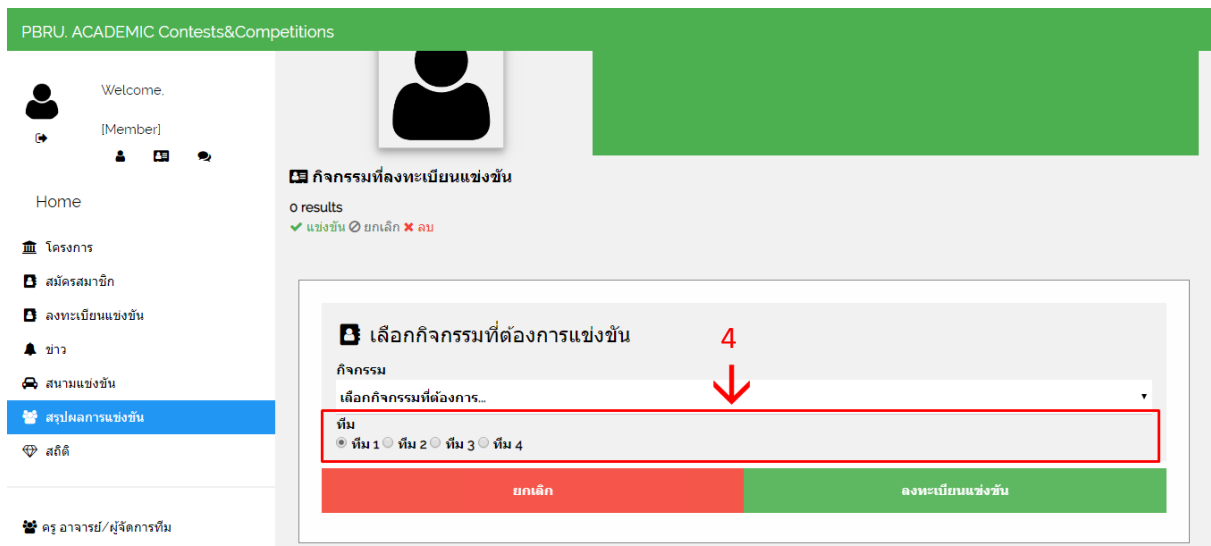 PBRU. ACADEMIC Contests&Competitions
Welcome,
[Member]
Home
โครงการ
สมัครสมาชิก
ลงทะเบียนแข่งขัน
ข่าว
สนามแข่งขัน
สรุปผลการแข่งขัน
สถิติ
ครู อาจารย์/ผู้จัดการทีม
กิจกรรมที่ลงทะเบียนแข่งขัน
0 results
แข่งขัน ยกเลิก ลบ
เลือกกิจกรรมที่ต้องการแข่งขัน
4
กิจกรรม
เลือกกิจกรรมที่ต้องการ...
ทีม
ทีม 1 ทีม 2 ทีม 3 ทีม 4
ยกเลิก ลงทะเบียนแข่งขัน